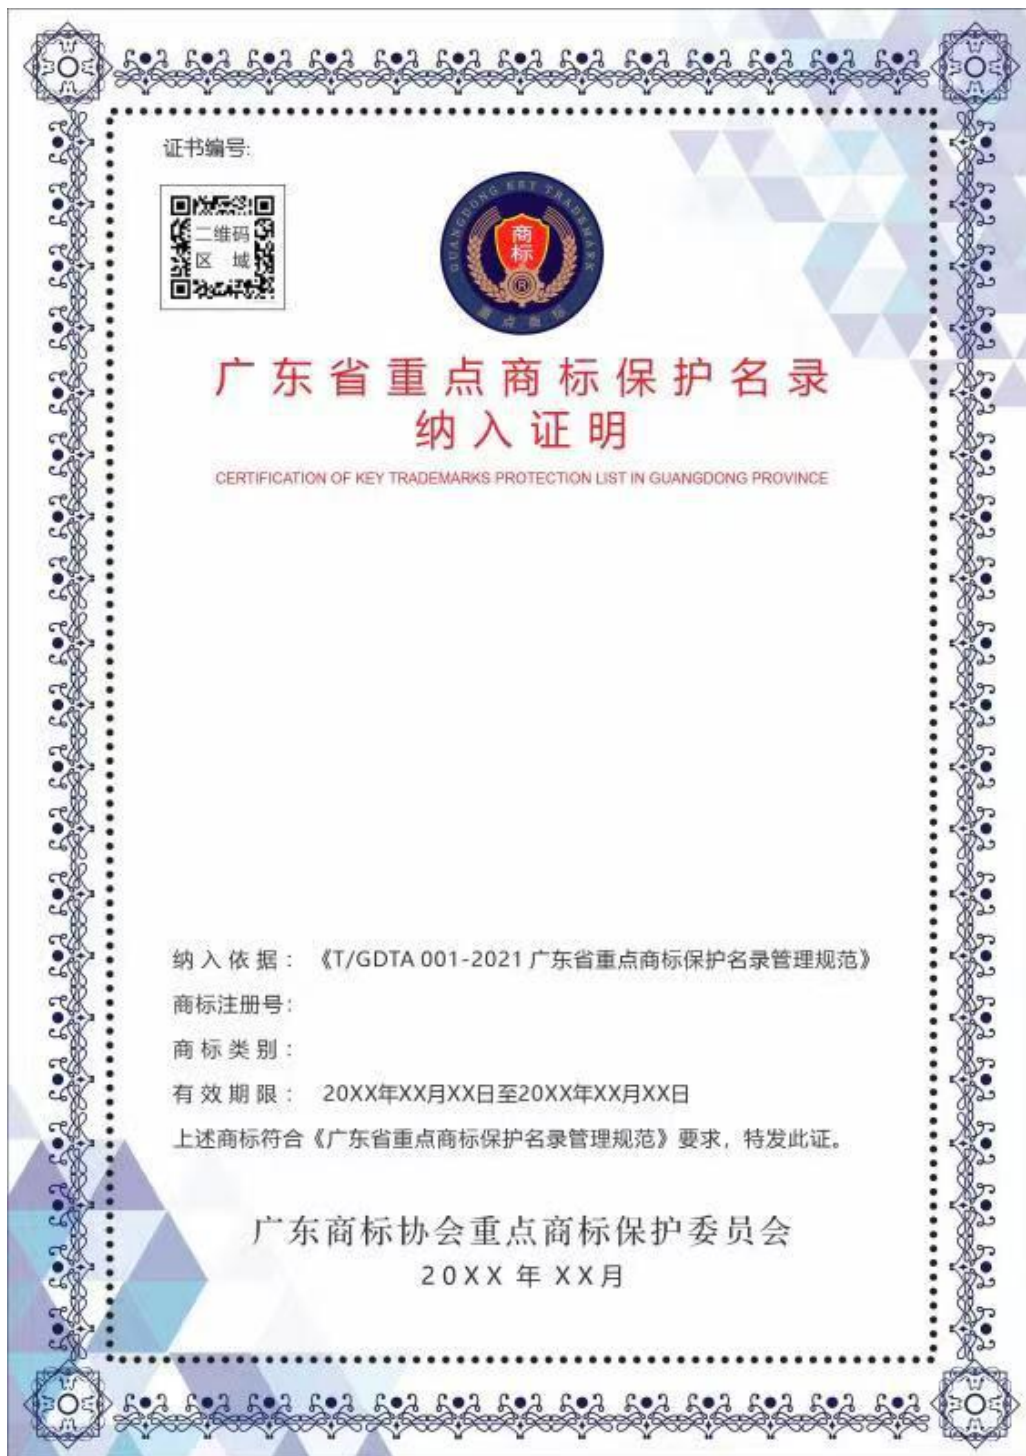 证书编号:
二维码
区 域
GUANGDONG KEY TRADEMARK
商
标
®
重点商标
广东省重点商标保护名录
纳入证明
CERTIFICATION OF KEY TRADEMARKS PROTECTION LIST IN GUANGDONG PROVINCE
纳入依据： 《T/GDTA 001-2021 广东省重点商标保护名录管理规范》
商标注册号：
商标类别：
有效期限： 20XX年XX月XX日至20XX年XX月XX日
上述商标符合《广东省重点商标保护名录管理规范》要求，特发此证。
广东商标协会重点商标保护委员会
20XX 年 XX月